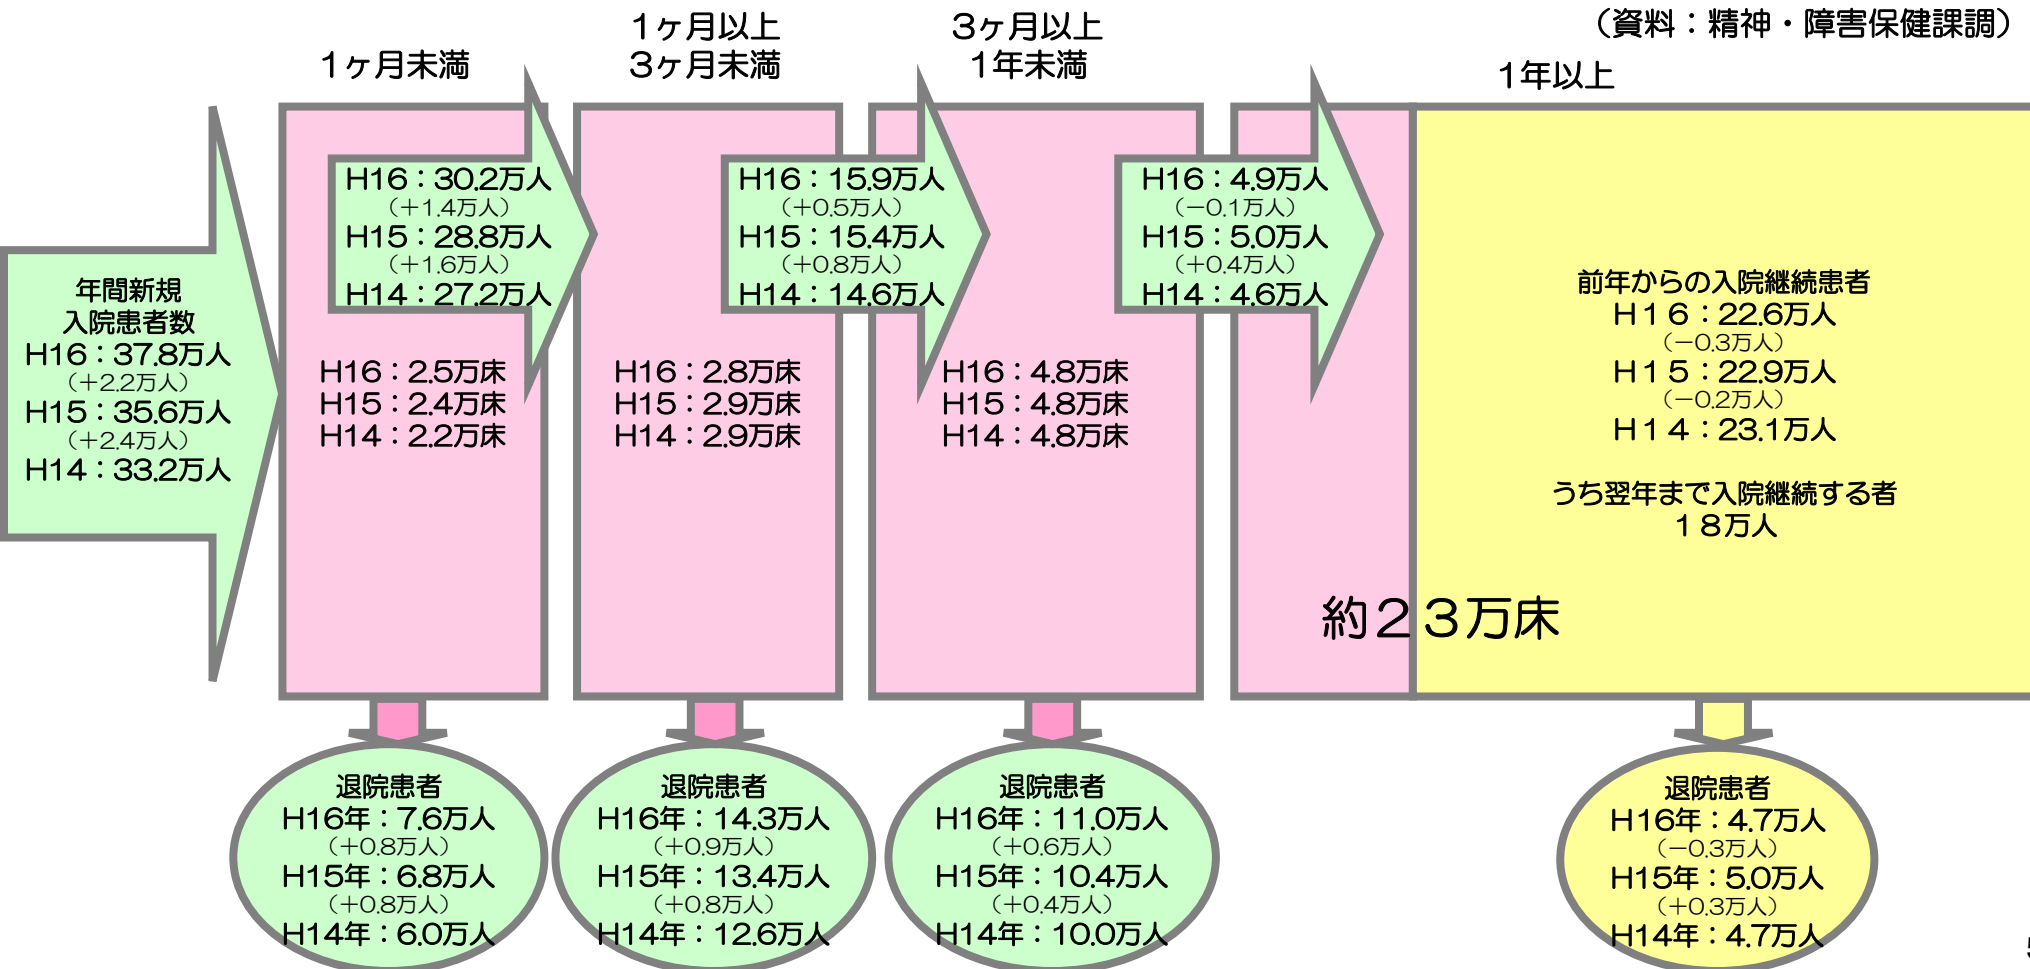 （資料：精神・障害保健課調）
1ヶ月未満
1ヶ月以上
3ヶ月未満
3ヶ月以上
1年未満
1年以上
年間新規
入院患者数
H16：37.8万人
（＋2.2万人）
H15：35.6万人
（＋2.4万人）
H14：33.2万人
H16：30.2万人
（＋1.4万人）
H15：28.8万人
（＋1.6万人）
H14：27.2万人
H16：2.5万床
H15：2.4万床
H14：2.2万床
H16：15.9万人
（＋0.5万人）
H15：15.4万人
（＋0.8万人）
H14：14.6万人
H16：2.8万床
H15：2.9万床
H14：2.9万床
H16：4.9万人
（－0.1万人）
H15：5.0万人
（＋0.4万人）
H14：4.6万人
H16：4.8万床
H15：4.8万床
H14：4.8万床
前年からの入院継続患者
H１６：22.6万人
（－0.3万人）
H１５：22.9万人
（－0.2万人）
H１４：23.1万人
うち翌年まで入院継続する者
１８万人
約２３万床
退院患者
H16年：7.6万人
（＋0.8万人）
H15年：6.8万人
（＋0.8万人）
H14年：6.0万人
退院患者
H16年：14.3万人
（＋0.9万人）
H15年：13.4万人
（＋0.8万人）
H14年：12.6万人
退院患者
H16年：11.0万人
（＋0.6万人）
H15年：10.4万人
（＋0.4万人）
H14年：10.0万人
退院患者
H16年：4.7万人
（－0.3万人）
H15年：5.0万人
（＋0.3万人）
H14年：4.7万人